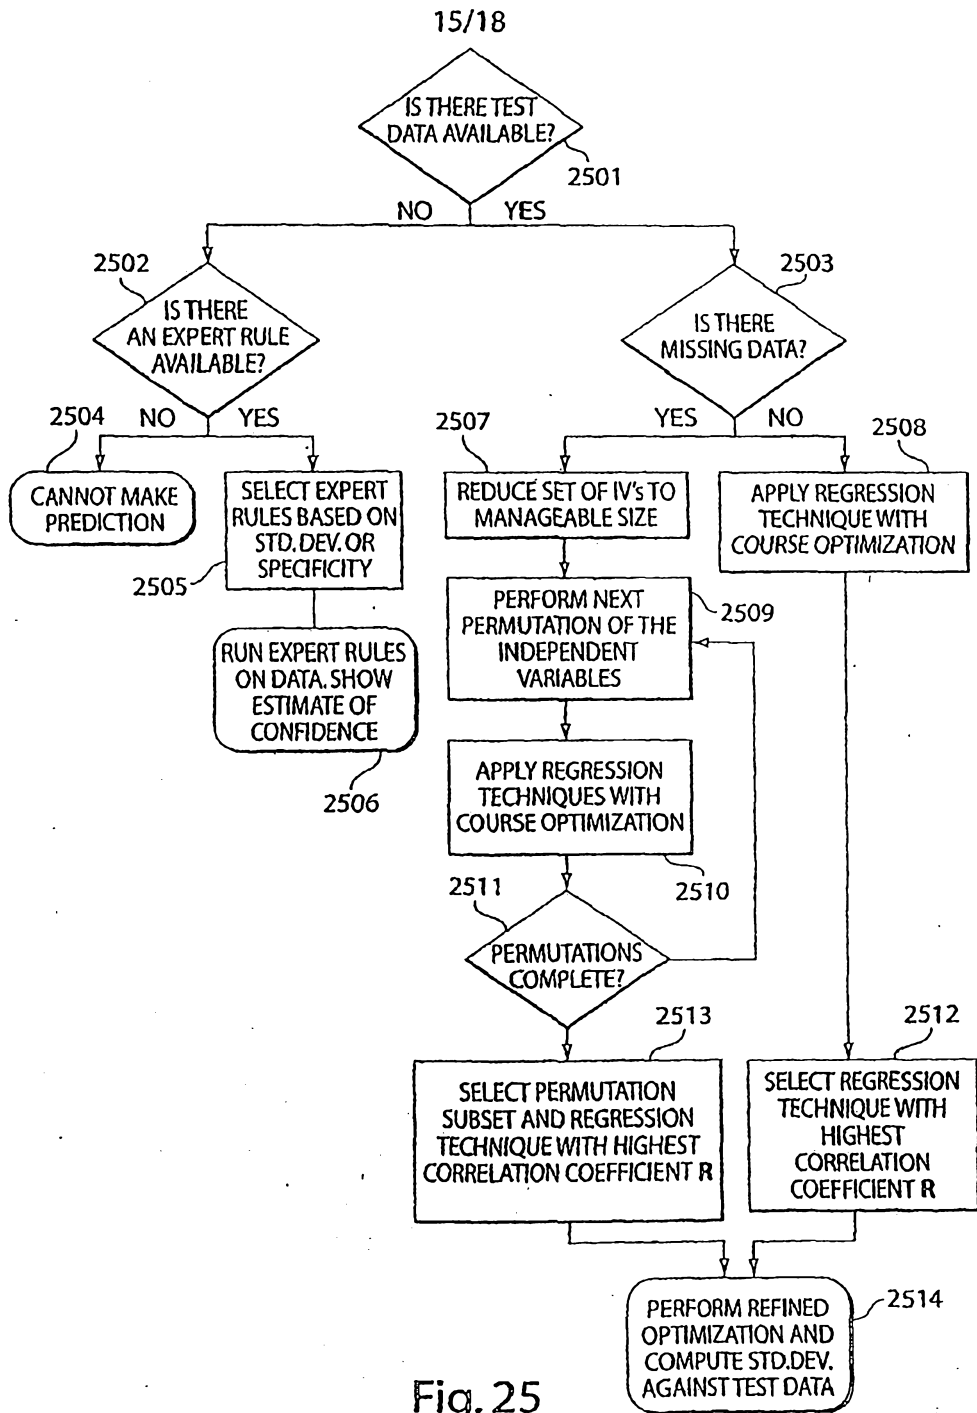 15/18
IS THERE TEST
DATA AVAILABLE?
2501
NO
YES
2502
IS THERE
AN EXPERT RULE
AVAILABLE?
2503
IS THERE
MISSING DATA?
2504
NO
YES
CANNOT MAKE
PREDICTION
SELECT EXPERT
RULES BASED ON
STD. DEV. OR
SPECIFICITY
2505
RUN EXPERT RULES
ON DATA. SHOW
ESTIMATE OF
CONFIDENCE
2506
YES
NO
2507
REDUCE SET OF IV's TO
MANAGEABLE SIZE
2508
APPLY REGRESSION
TECHNIQUE WITH
COURSE OPTIMIZATION
PERFORM NEXT
PERMUTATION OF THE
INDEPENDENT
VARIABLES
2509
APPLY REGRESSION
TECHNIQUES WITH
COURSE OPTIMIZATION
2510
2511
PERMUTATIONS
COMPLETE?
2513
SELECT PERMUTATION
SUBSET AND REGRESSION
TECHNIQUE WITH HIGHEST
CORRELATION COEFFICIENT R
2512
SELECT REGRESSION
TECHNIQUE WITH
HIGHEST
CORRELATION
COEFFICIENT R
PERFORM REFINED
OPTIMIZATION AND
COMPUTE STD.DEV.
AGAINST TEST DATA
2514
Fig. 25